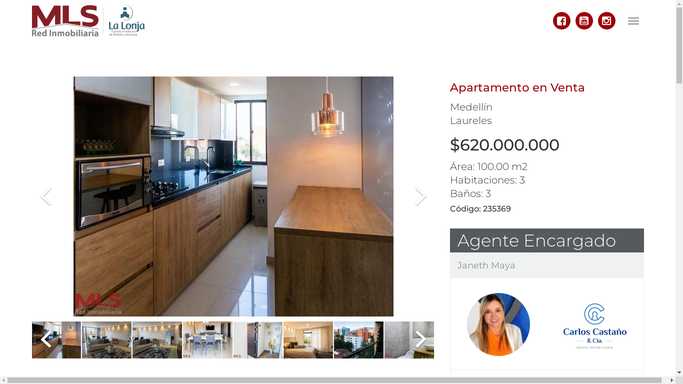 MLS
Red Inmobiliaria
La Lonja
Apartamento en Venta
Medellín
Laureles
$620.000.000
Área: 100.00 m2
Habitaciones: 3
Baños: 3
Código: 235369
MLS
Red Inmobiliaria
Agente Encargado
Janeth Maya
Carlos Castaño
& Cía.